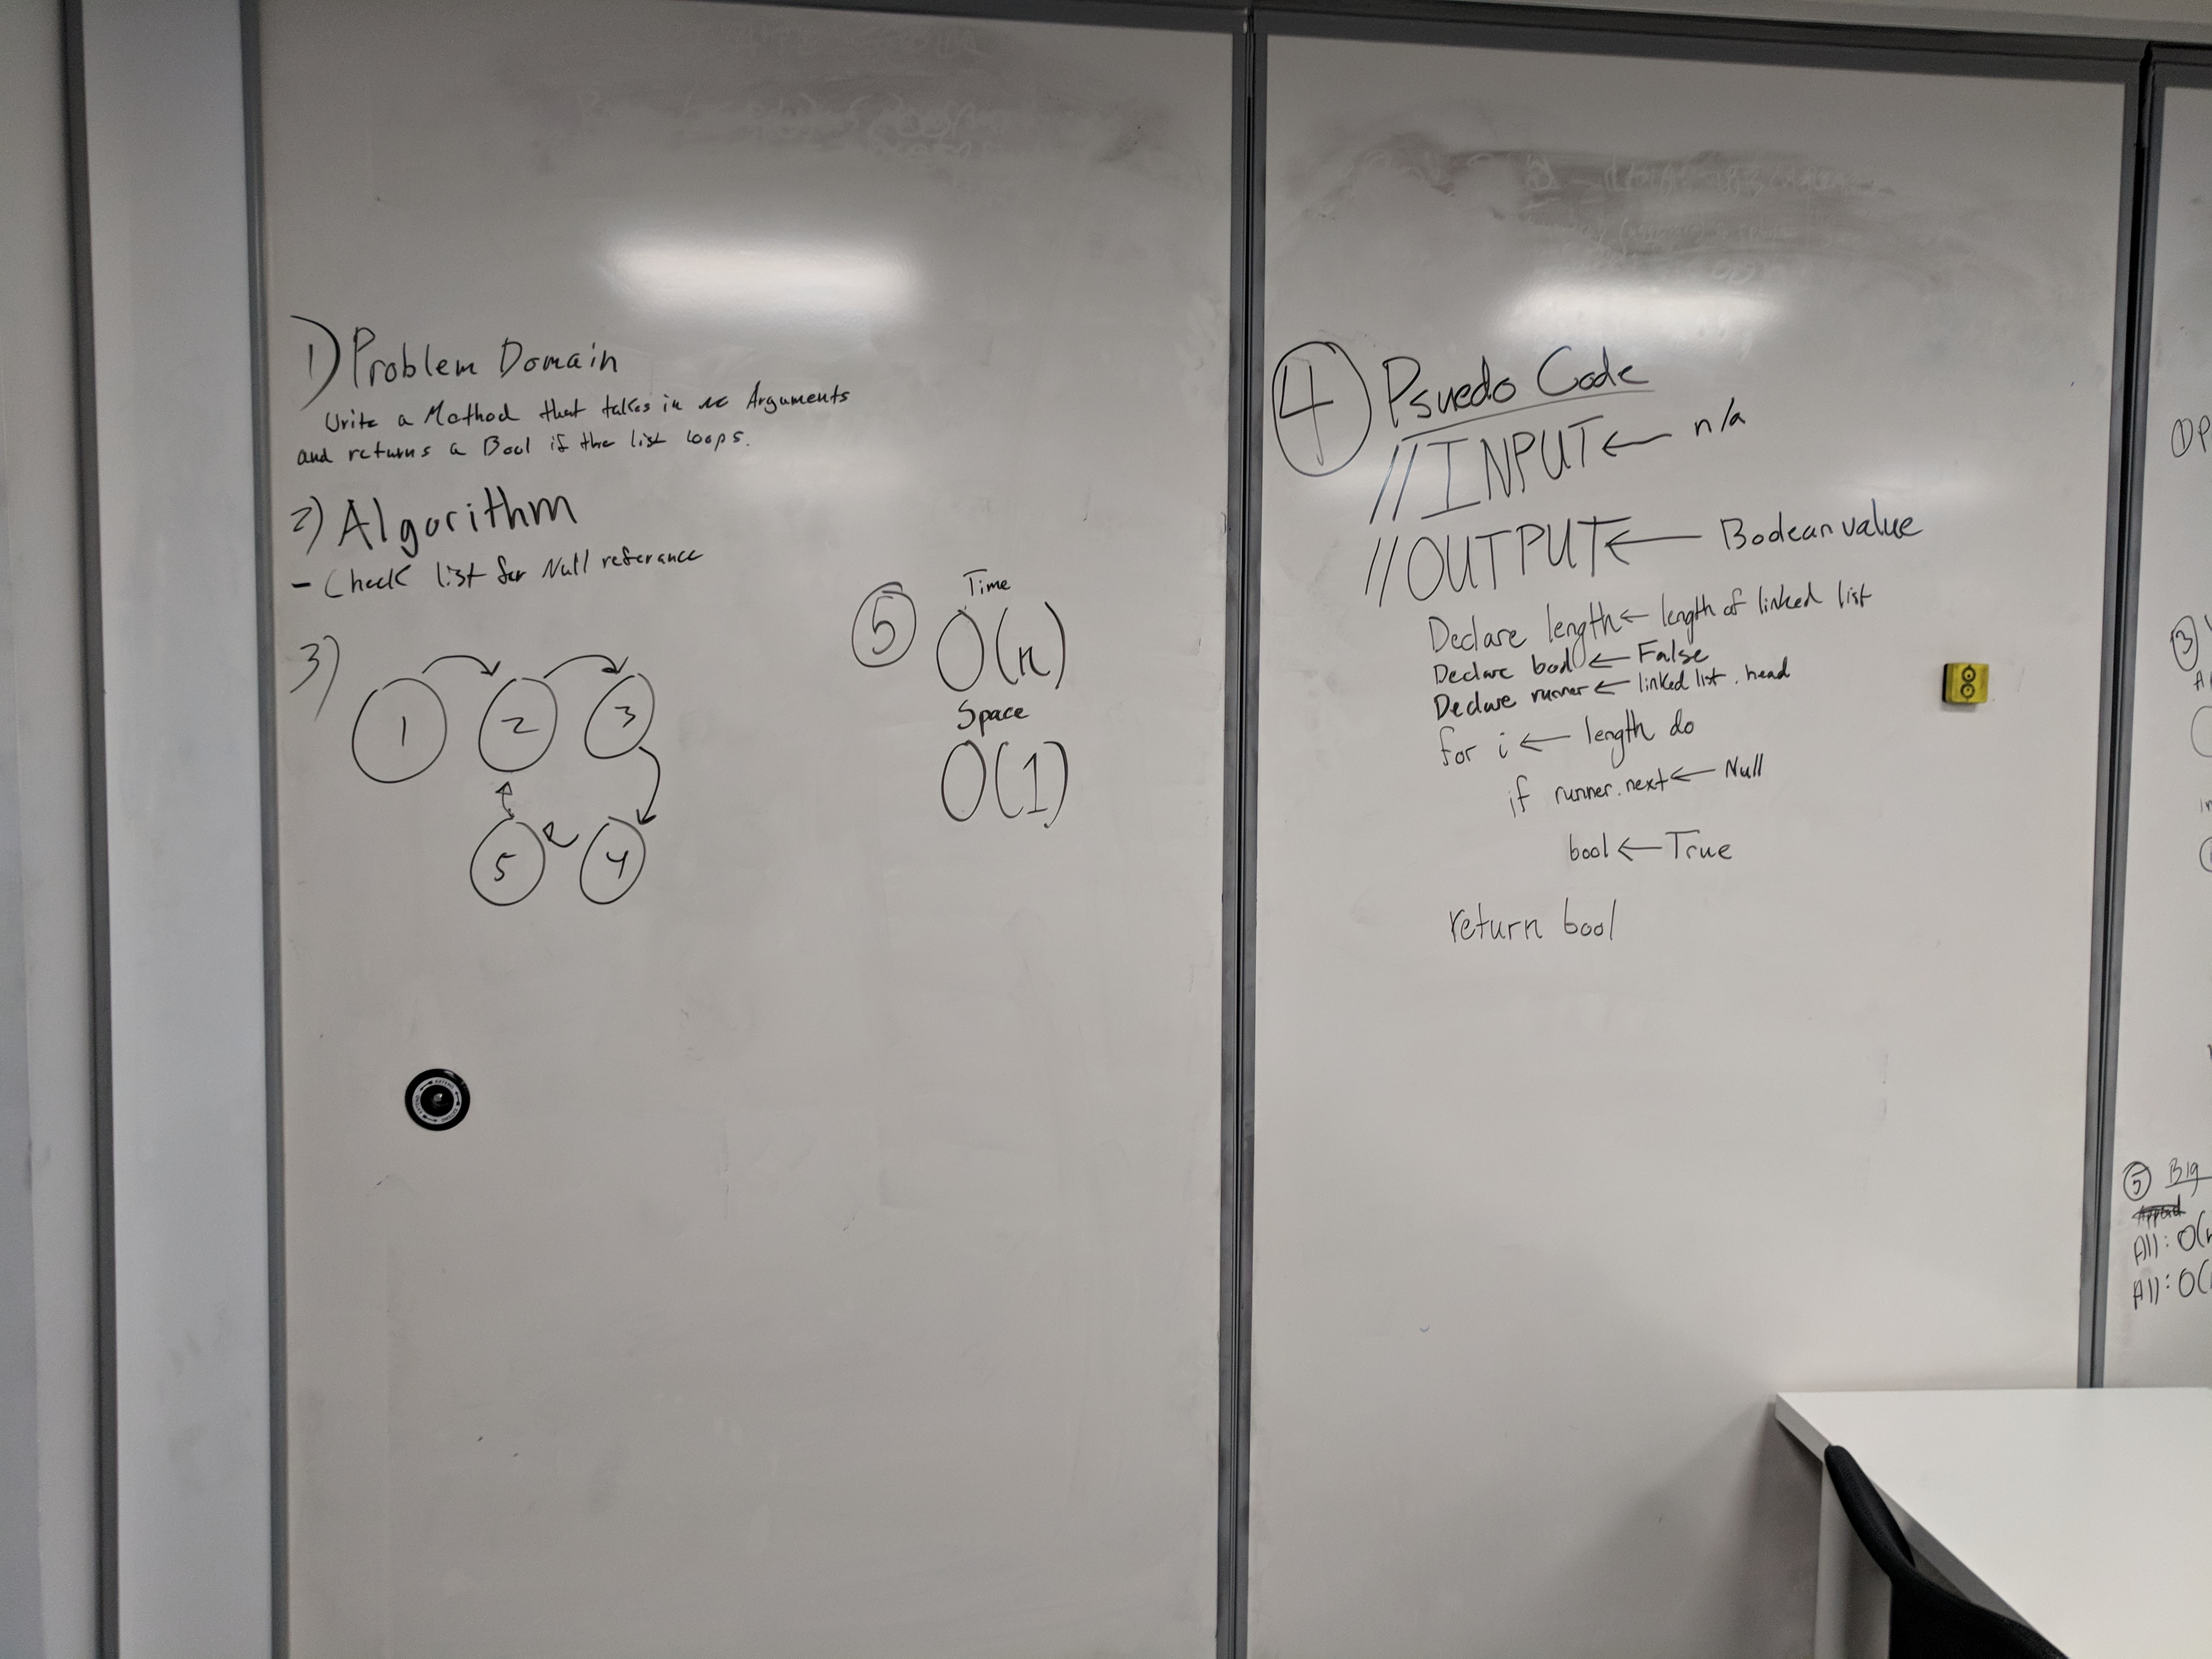 1) Problem Domain
Write a Method that takes in no Arguments
and returns a Bool if the list loops.
2) Algorithm
- Check list for Null referance
3)
1 2 3
5 4
5 Time
O(n)
Space
O(1)
4 Psuedo Code
//INPUT ← n/a
//OUTPUT ← Boolean value
Declare length ← length of linked list
Declare bool ← False
Declare runner ← linked list . head
for i ← length do
if runner.next ← Null
bool ← True
return bool
1 P
3
5 Big
All: O(
All: O(